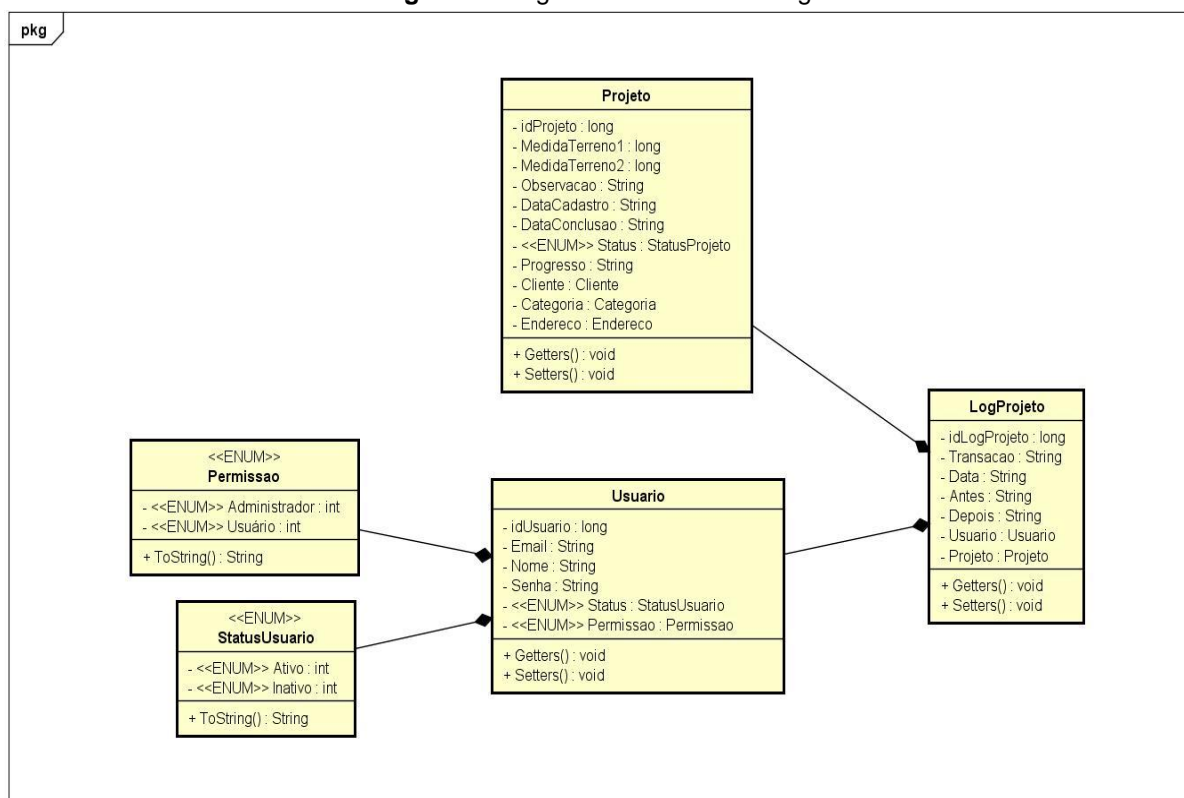 pkg
Projeto
- idProjeto : long
- MedidaTerreno1 : long
- MedidaTerreno2 : long
- Observacao : String
- DataCadastro : String
- DataConclusao : String
- <<ENUM>> Status : StatusProjeto
- Progresso : String
- Cliente : Cliente
- Categoria : Categoria
- Endereco : Endereco
+ Getters() : void
+ Setters() : void
LogProjeto
- idLogProjeto : long
- Transacao : String
- Data : String
- Antes : String
- Depois : String
- Usuario : Usuario
- Projeto : Projeto
+ Getters() : void
+ Setters() : void
<<ENUM>>
Permissao
- <<ENUM>> Administrador : int
- <<ENUM>> Usuário : int
+ ToString() : String
Usuario
- idUsuario : long
- Email : String
- Nome : String
- Senha : String
- <<ENUM>> Status : StatusUsuario
- <<ENUM>> Permissao : Permissao
+ Getters() : void
+ Setters() : void
<<ENUM>>
StatusUsuario
- <<ENUM>> Ativo : int
- <<ENUM>> Inativo : int
+ ToString() : String